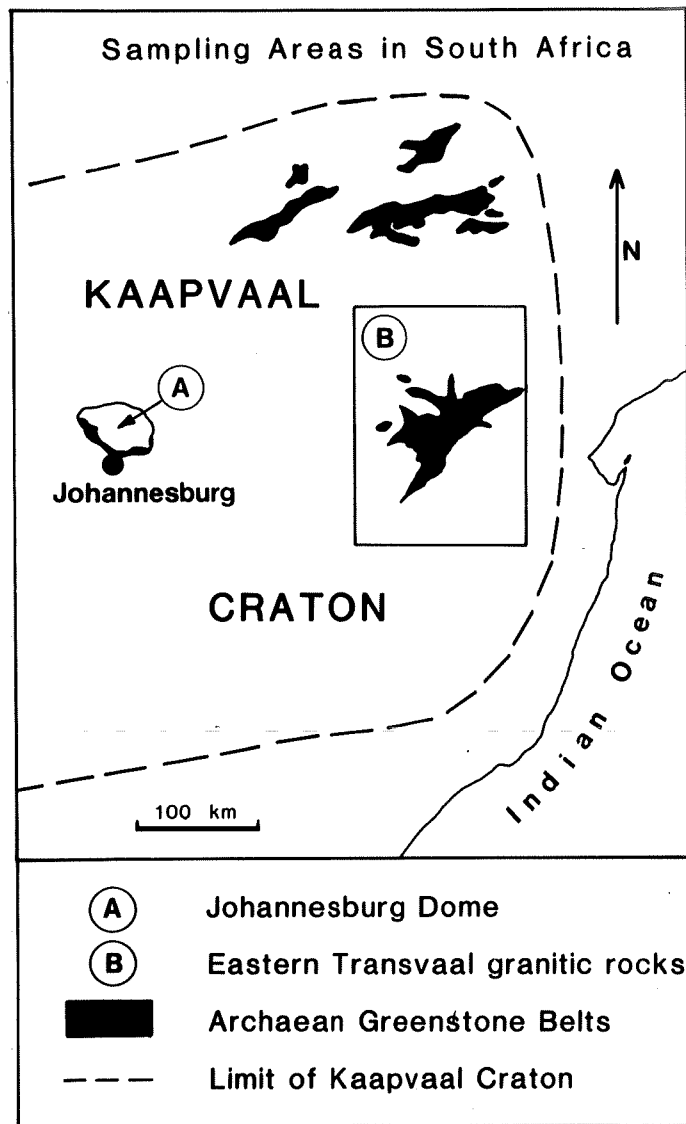 Sampling Areas in South Africa
N
KAAPVAAL
B
A
Johannesburg
CRATON
Indian Ocean
100 km
A Johannesburg Dome
B Eastern Transvaal granitic rocks
Archaean Greenstone Belts
Limit of Kaapvaal Craton